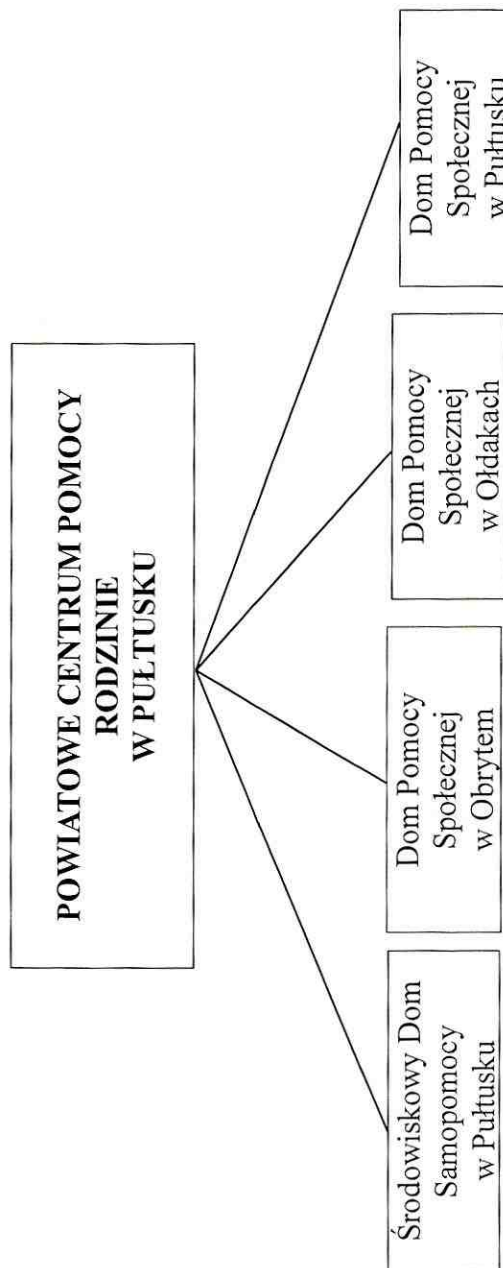 POWIATOWE CENTRUM POMOCY
RODZINIE
W PUŁTUSKU
Środowiskowy Dom
Samopomocy
w Pułtusku
Dom Pomocy
Społecznej
w Obrytem
Dom Pomocy
Społecznej
w Ołdakach
Dom Pomocy
Społecznej
w Pułtusku